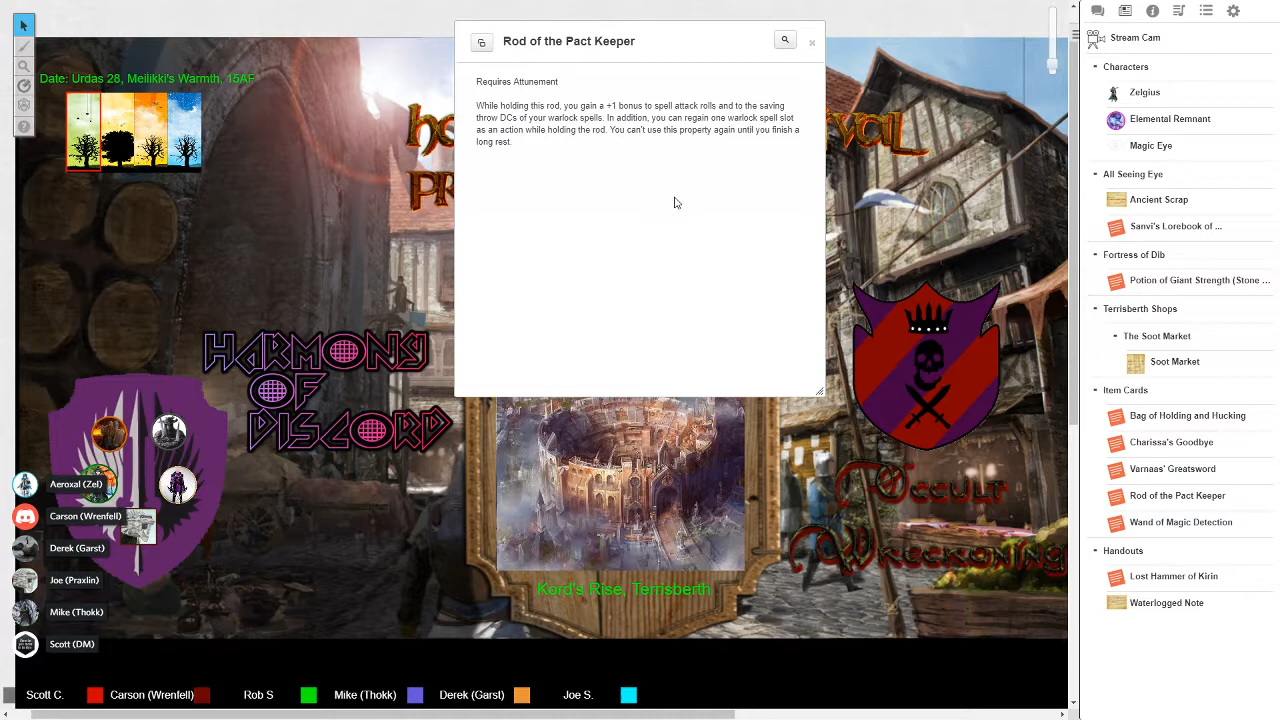 Date: Urdas 28, Meilikki's Warmth, 15AF
Rod of the Pact Keeper
Requires Attunement
While holding this rod, you gain a +1 bonus to spell attack rolls and to the saving
throw DCs of your warlock spells. In addition, you can regain one warlock spell slot
as an action while holding the rod. You can't use this property again until you finish a
long rest.
HARMONY
OF
DISCORD
Occult
Wreckoning
Kord's Rise, Terrisberth
Aeroxal (Zel)
Carson (Wrenfell)
Derek (Garst)
Joe (Praxlin)
Mike (Thokk)
Scott (DM)
Scott C.
Carson (Wrenfell)
Rob S
Mike (Thokk)
Derek (Garst)
Joe S.
Stream Cam
Characters
Zelgius
Elemental Remnant
Magic Eye
All Seeing Eye
Ancient Scrap
Sanvi's Lorebook of ...
Fortress of Dib
Potion of Giant Strength (Stone ...
Terrisberth Shops
The Soot Market
Soot Market
Item Cards
Bag of Holding and Hucking
Charissa's Goodbye
Varnaas' Greatsword
Rod of the Pact Keeper
Wand of Magic Detection
Handouts
Lost Hammer of Kirin
Waterlogged Note